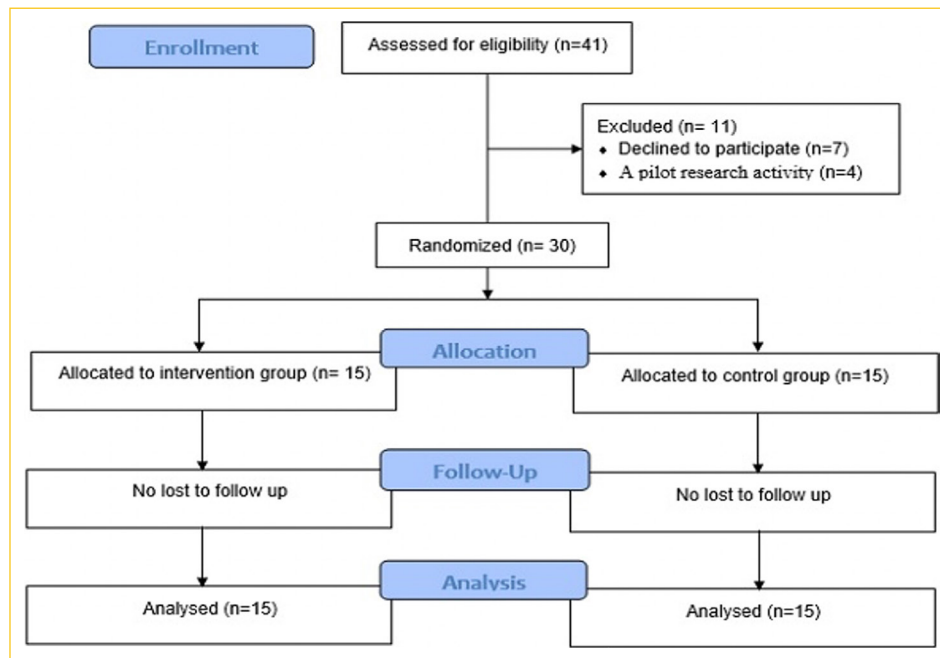 Enrollment
Assessed for eligibility (n=41)
Excluded (n= 11)
⬥ Declined to participate (n=7)
⬥ A pilot research activity (n=4)
Randomized (n= 30)
Allocation
Allocated to intervention group (n= 15)
Allocated to control group (n=15)
Follow-Up
No lost to follow up
No lost to follow up
Analysis
Analysed (n=15)
Analysed (n=15)